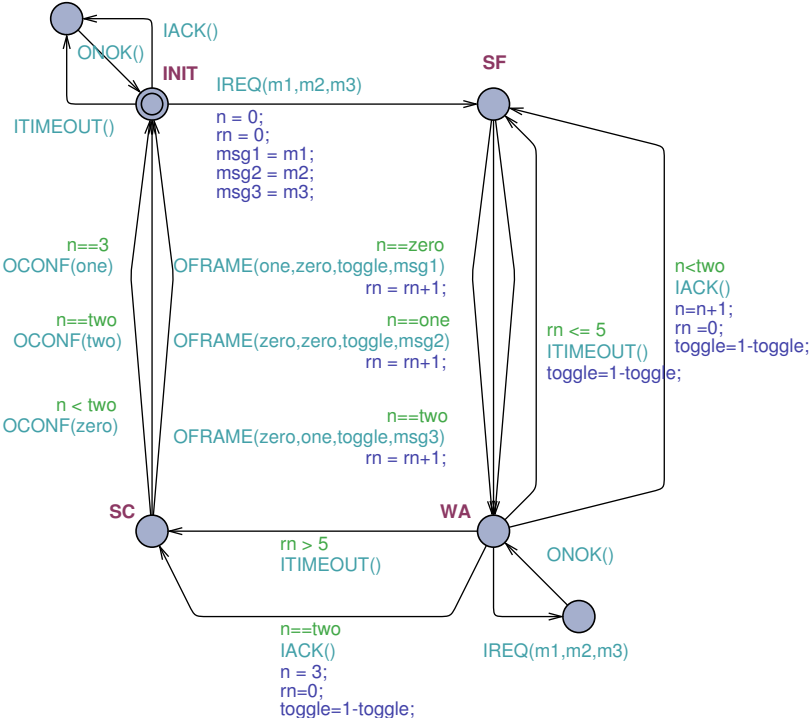 IACK()
ONOK()
INIT
SF
IREQ(m1,m2,m3)
ITIMEOUT()
n = 0;
rn = 0;
msg1 = m1;
msg2 = m2;
msg3 = m3;
n==3
OCONF(one)
n==two
OCONF(two)
n < two
OCONF(zero)
n==zero
OFRAME(one,zero,toggle,msg1)
rn = rn+1;
n==one
OFRAME(zero,zero,toggle,msg2)
rn = rn+1;
n==two
OFRAME(zero,one,toggle,msg3)
rn = rn+1;
rn <= 5
ITIMEOUT()
toggle=1-toggle;
n<two
IACK()
n=n+1;
rn =0;
toggle=1-toggle;
SC
WA
rn > 5
ITIMEOUT()
ONOK()
IREQ(m1,m2,m3)
n==two
IACK()
n = 3;
rn=0;
toggle=1-toggle;